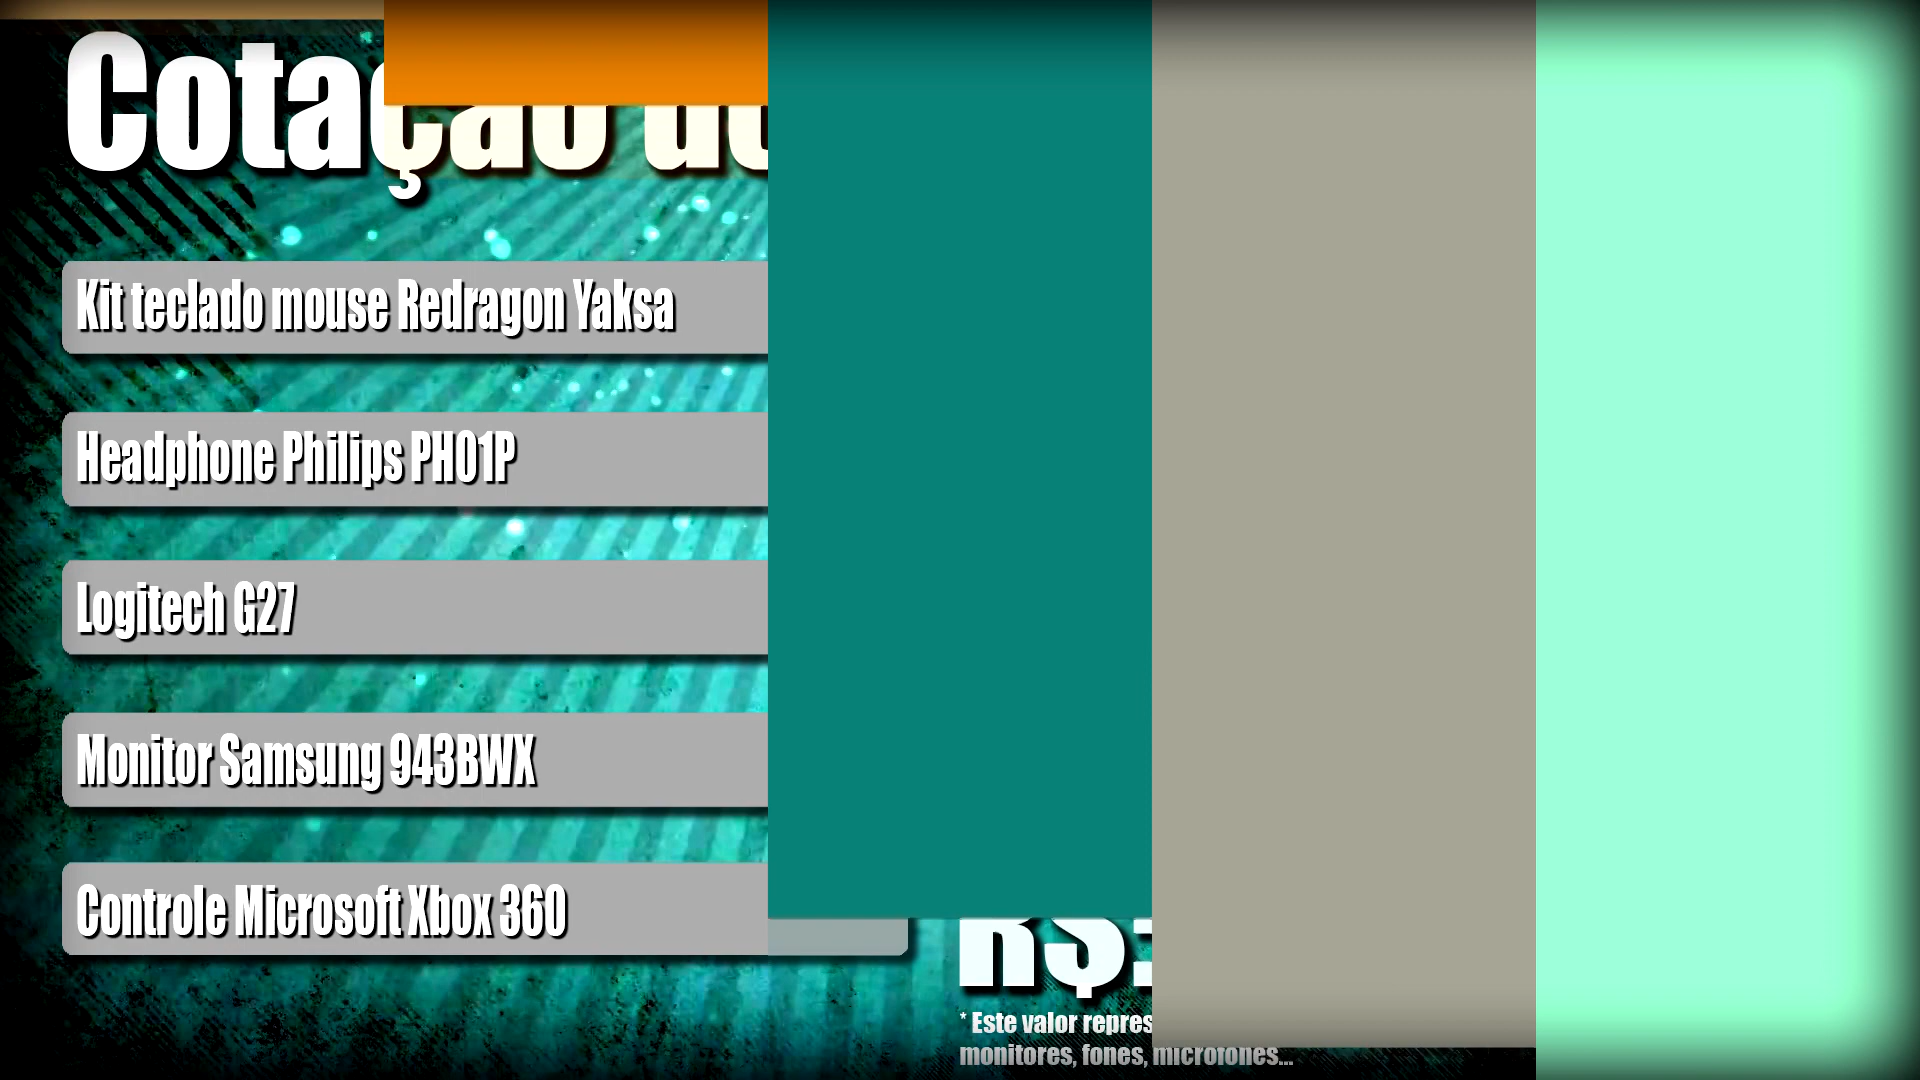 Cotação
Kit teclado mouse Redragon Yaksa
Headphone Philips PH01P
Logitech G27
Monitor Samsung 943BWX
Controle Microsoft Xbox 360
R$:
* Este valor
monitores, fones, microfones...